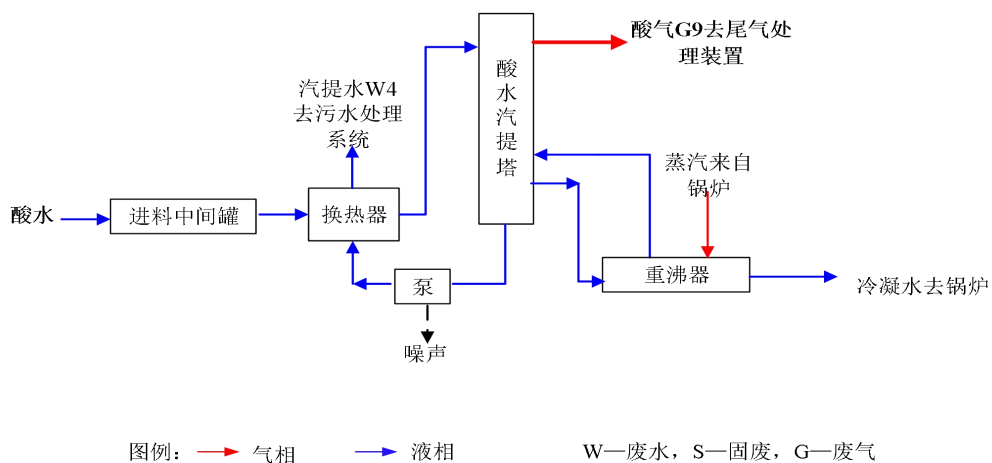 酸气G9去尾气处
理装置
酸
水
汽
提
塔
汽提水W4
去污水处理
系统
蒸汽来自
锅炉
酸水
进料中间罐
换热器
重沸器
泵
冷凝水去锅炉
噪声
图例： 气相 液相 W—废水，S—固废，G—废气